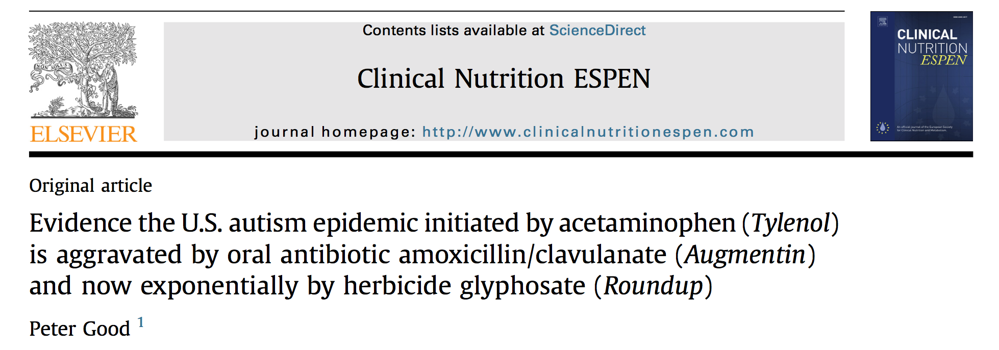 Contents lists available at ScienceDirect
Clinical Nutrition ESPEN
journal homepage: http://www.clinicalnutritionespen.com
NON SOLUS
ELSEVIER
ISSN 2405-4577
CLINICAL
NUTRITION
ESPEN
An official journal of the European Society
for Clinical Nutrition and Metabolism.
Original article
Evidence the U.S. autism epidemic initiated by acetaminophen (Tylenol)
is aggravated by oral antibiotic amoxicillin/clavulanate (Augmentin)
and now exponentially by herbicide glyphosate (Roundup)
Peter Good 1